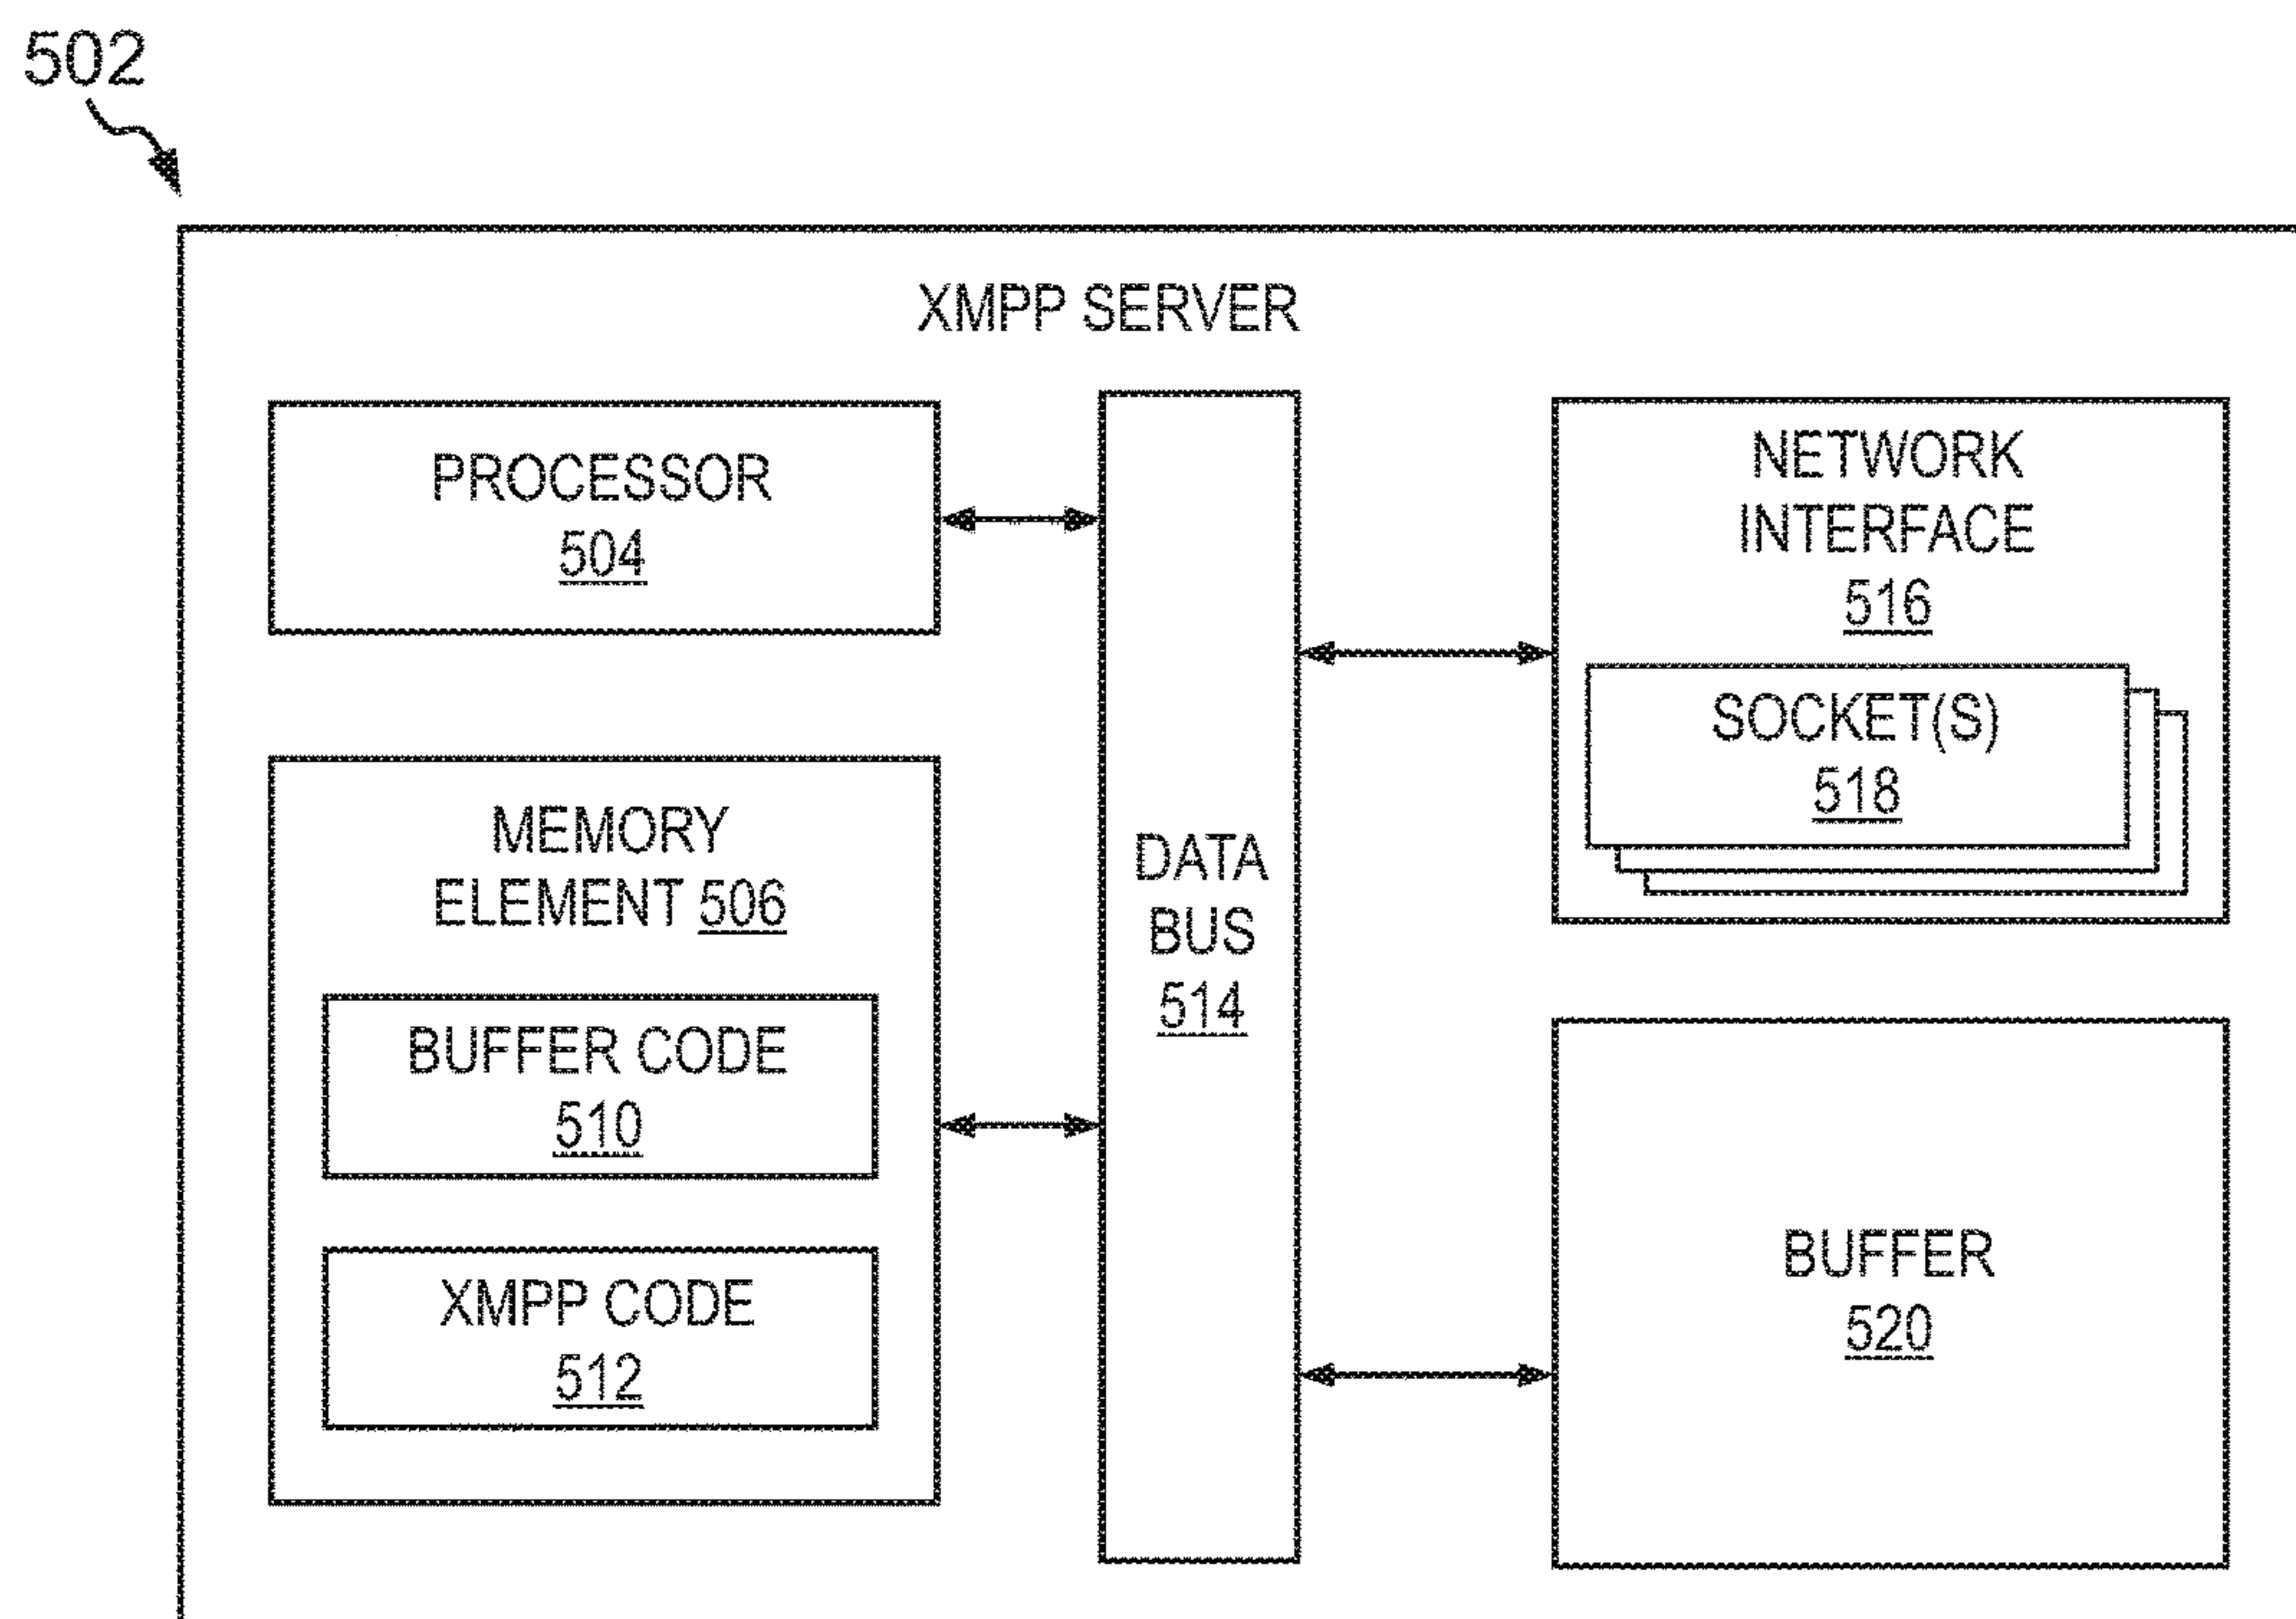 502
XMPP SERVER
PROCESSOR
504
MEMORY
ELEMENT 506
BUFFER CODE
510
XMPP CODE
512
DATA
BUS
514
NETWORK
INTERFACE
516
SOCKET(S)
518
BUFFER
520